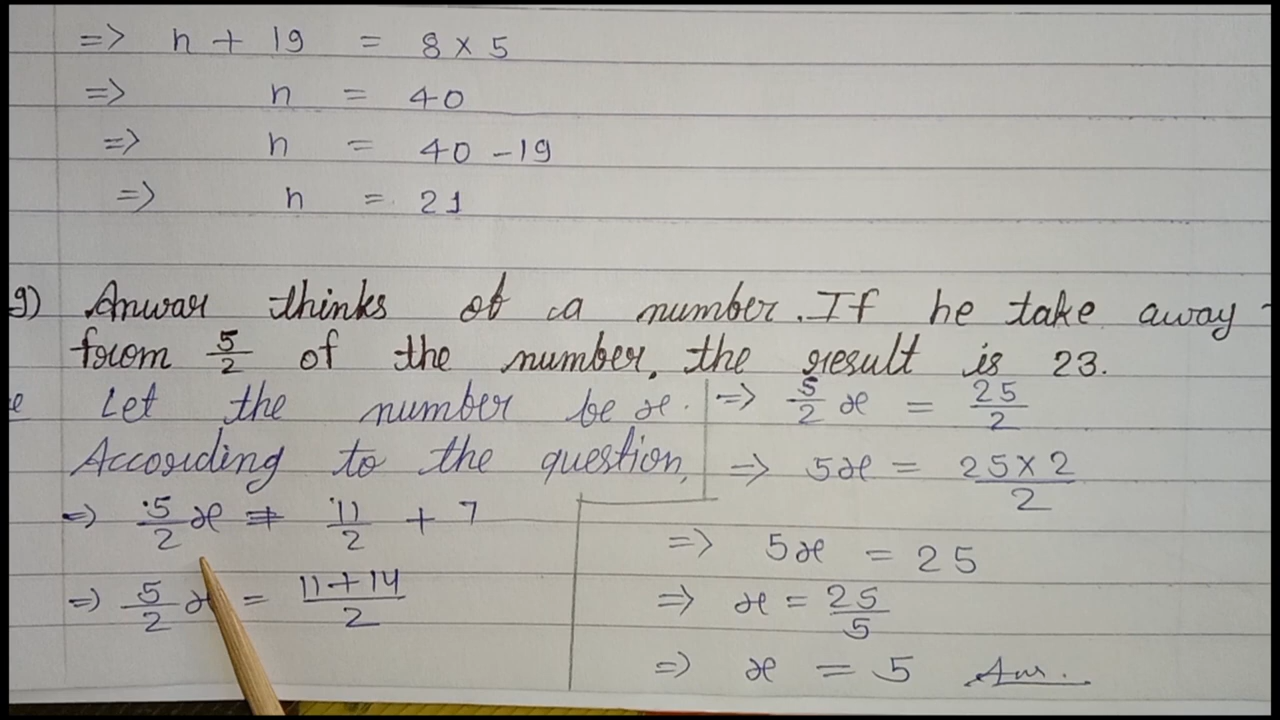 => n + 19 = 8 × 5
=> n = 40
=> n = 40 - 19
=> n = 21
g) Anwar thinks of a number. If he take away
from 5/2 of the number, the result is 23.
Let the number be x.
According to the question,
=> 5/2 x = 11/2 + 7
=> 5/2 x = 11+14/2
=> 5/2 x = 25/2
=> 5x = 25×2/2
=> 5x = 25
=> x = 25/5
=> x = 5 Ans.